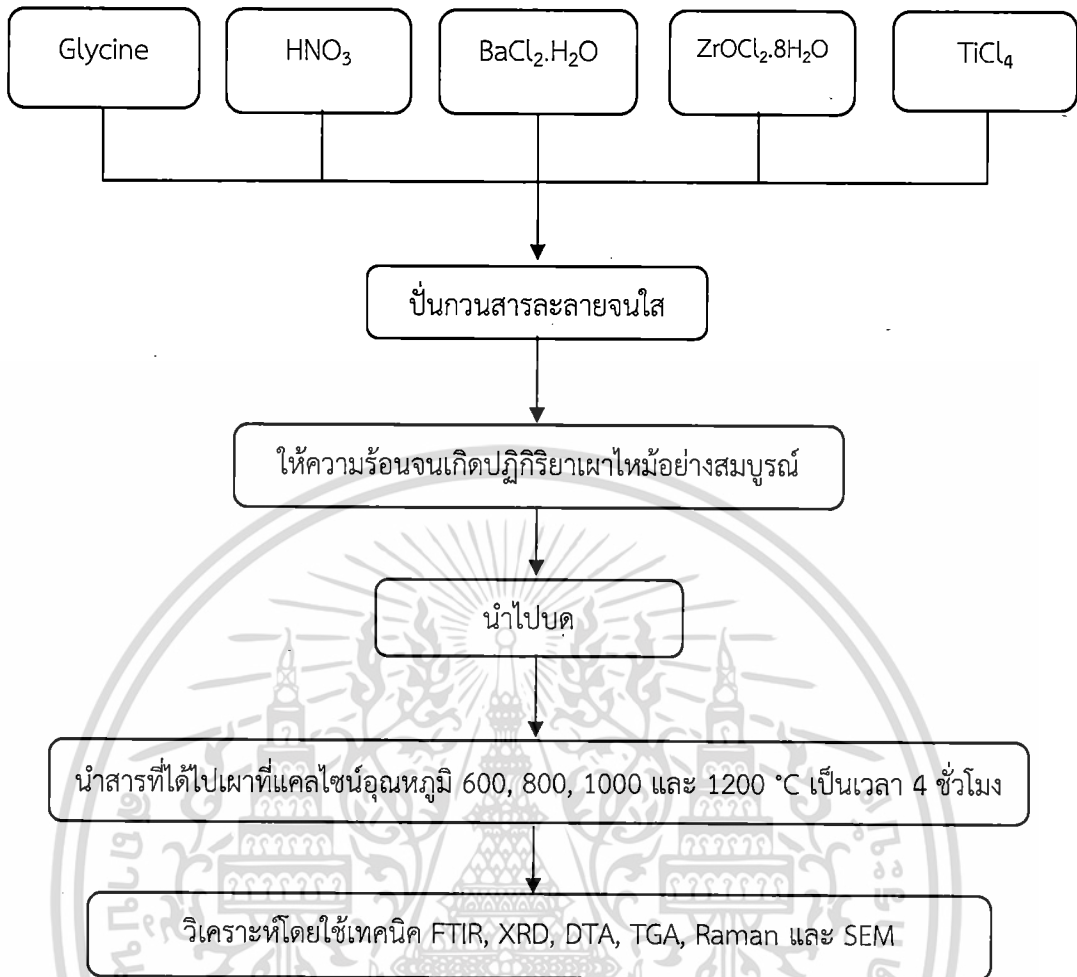 Glycine
HNO₃
BaCl₂.H₂O
ZrOCl₂.8H₂O
TiCl₄
ปั่นกวนสารละลายจนใส
ให้ความร้อนจนเกิดปฏิกิริยาเผาไหม้อย่างสมบูรณ์
นำไปบด
นำสารที่ได้ไปเผาที่แคลไซน์อุณหภูมิ 600, 800, 1000 และ 1200 °C เป็นเวลา 4 ชั่วโมง
วิเคราะห์โดยใช้เทคนิค FTIR, XRD, DTA, TGA, Raman และ SEM